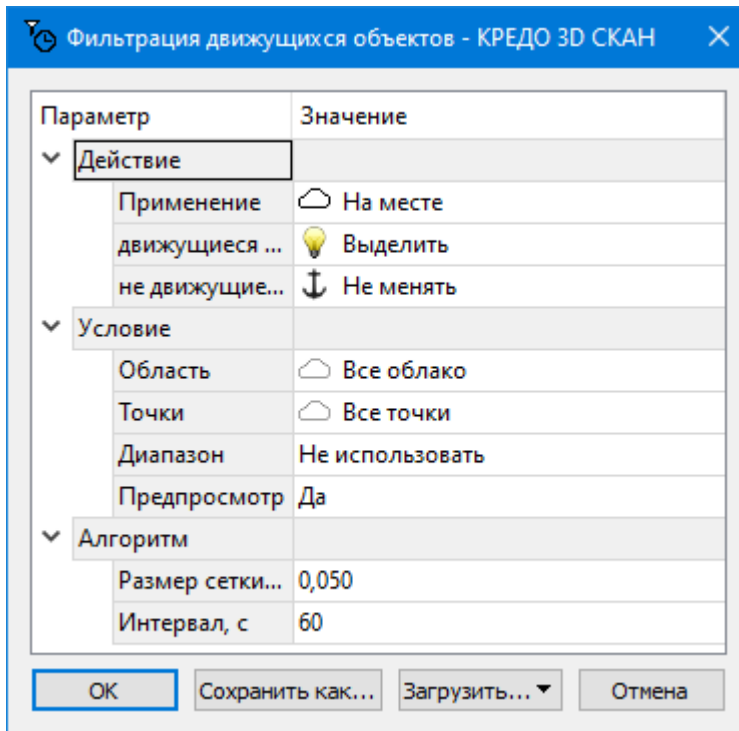 Фильтрация движущихся объектов - КРЕДО 3D СКАН
Параметр Значение
Действие
Применение На месте
движущиеся ... Выделить
не движущие... Не менять
Условие
Область Все облако
Точки Все точки
Диапазон Не использовать
Предпросмотр Да
Алгоритм
Размер сетки... 0,050
Интервал, с 60
ОК Сохранить как... Загрузить... Отмена